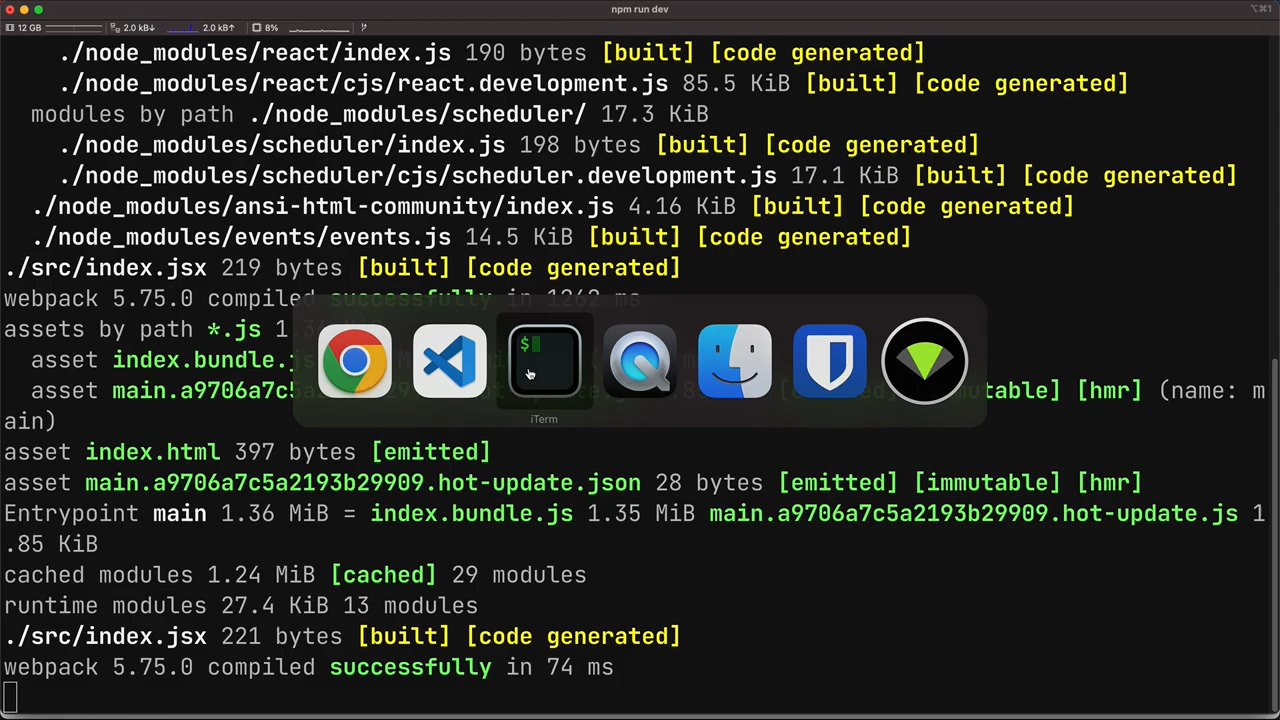 npm run dev
⌥⌘1
12 GB 2.0 kB↓ 2.0 kB↑ 8%
./node_modules/react/index.js 190 bytes [built] [code generated]
./node_modules/react/cjs/react.development.js 85.5 KiB [built] [code generated]
modules by path ./node_modules/scheduler/ 17.3 KiB
./node_modules/scheduler/index.js 198 bytes [built] [code generated]
./node_modules/scheduler/cjs/scheduler.development.js 17.1 KiB [built] [code generated]
./node_modules/ansi-html-community/index.js 4.16 KiB [built] [code generated]
./node_modules/events/events.js 14.5 KiB [built] [code generated]
./src/index.jsx 219 bytes [built] [code generated]
webpack 5.75.0 compiled successfully in 1262 ms
assets by path *.js 1.
asset index.bundle.j
asset main.a9706a7c5a utable] [hmr] (name: m
ain)
$
iTerm
asset index.html 397 bytes [emitted]
asset main.a9706a7c5a2193b29909.hot-update.json 28 bytes [emitted] [immutable] [hmr]
Entrypoint main 1.36 MiB = index.bundle.js 1.35 MiB main.a9706a7c5a2193b29909.hot-update.js 1
.85 KiB
cached modules 1.24 MiB [cached] 29 modules
runtime modules 27.4 KiB 13 modules
./src/index.jsx 221 bytes [built] [code generated]
webpack 5.75.0 compiled successfully in 74 ms